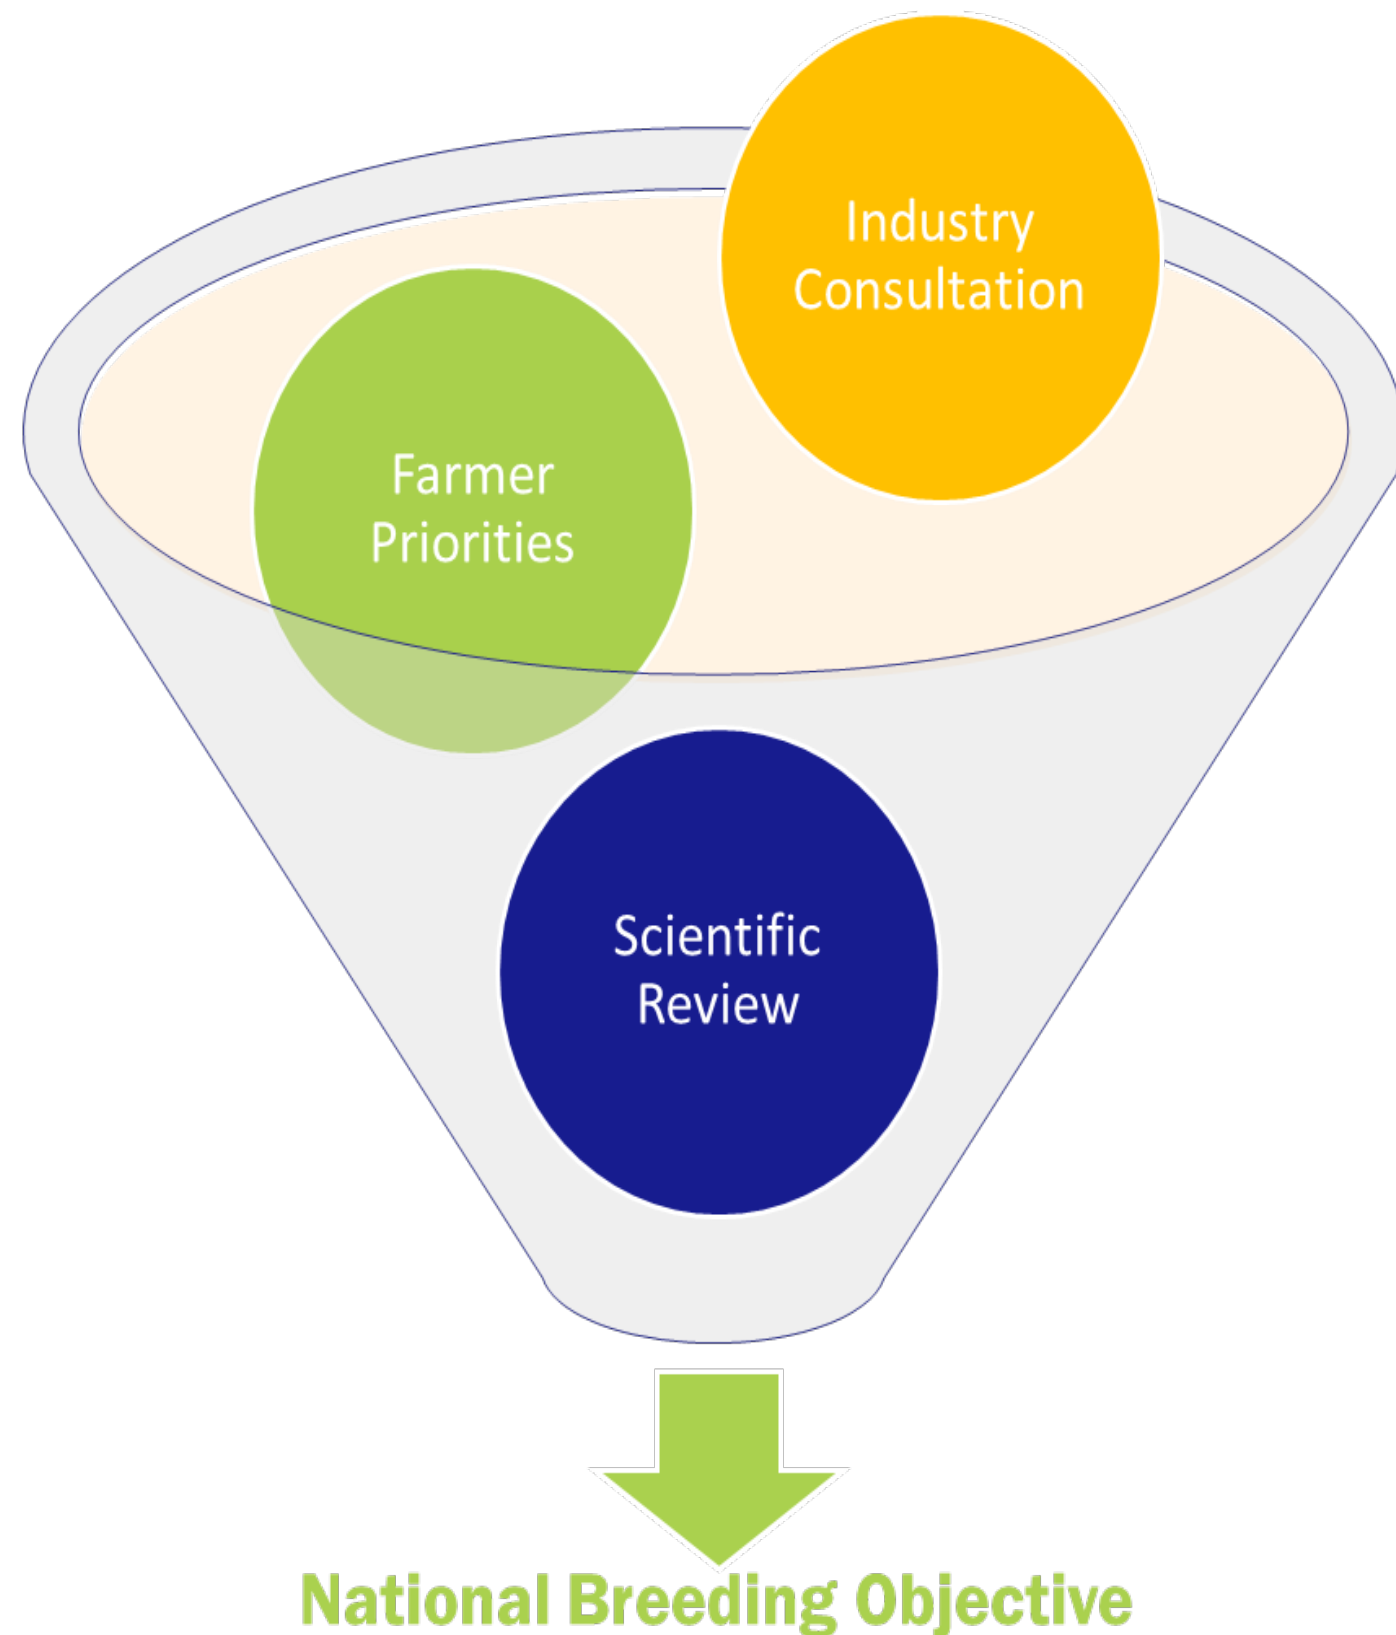 Industry
Consultation
Farmer
Priorities
Scientific
Review
National Breeding Objective